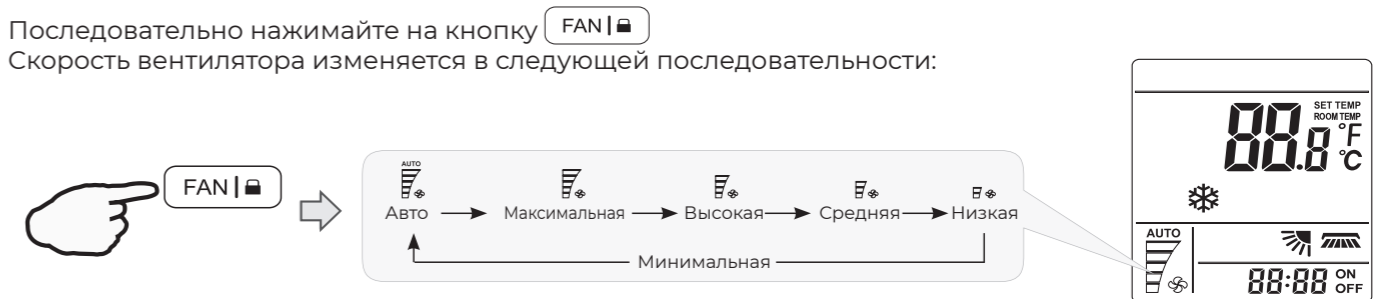 Последовательно нажимайте на кнопку FAN|
Скорость вентилятора изменяется в следующей последовательности:
FAN|
AUTO
Авто Максимальная Высокая Средняя Низкая
Минимальная
88.8 SET TEMP
ROOM TEMP
°F
°C
AUTO
88:88 ON
OFF